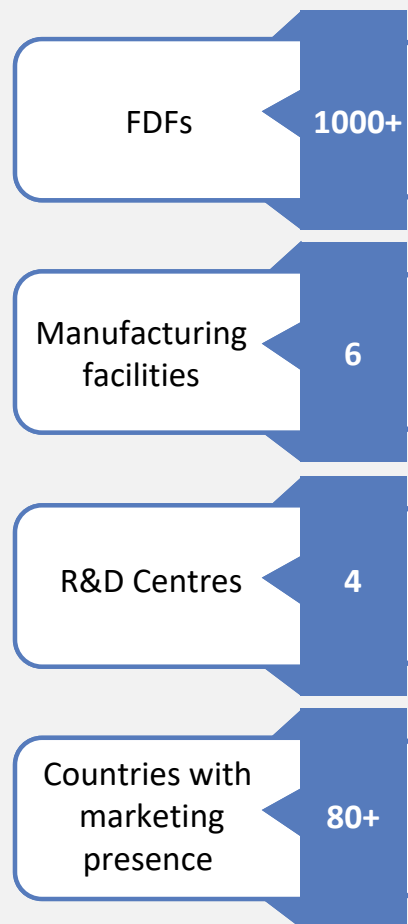 FDFs
1000+
Manufacturing
facilities
6
R&D Centres
4
Countries with
marketing
presence
80+